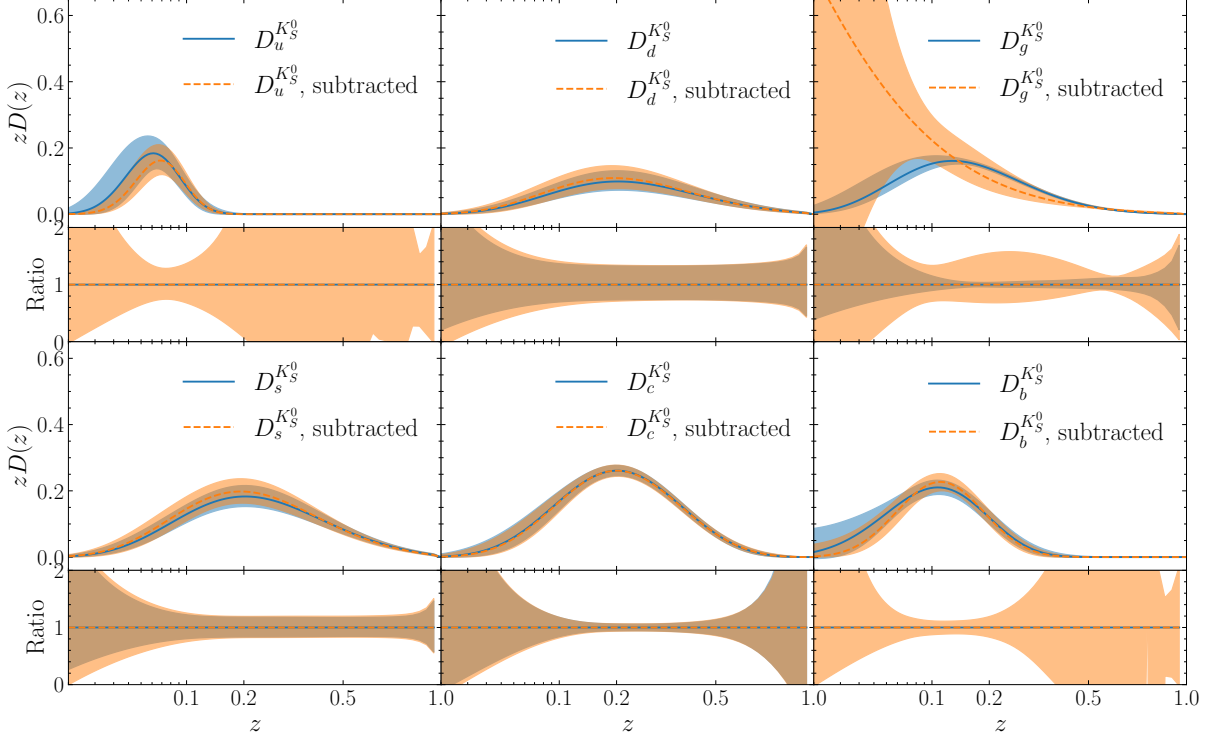 0.6
0.4
0.2
0.0
zD(z)
D_u^{K_S^0}
D_u^{K_S^0}, subtracted
D_d^{K_S^0}
D_d^{K_S^0}, subtracted
D_g^{K_S^0}
D_g^{K_S^0}, subtracted
2
1
0
Ratio
0.6
0.4
0.2
0.0
zD(z)
D_s^{K_S^0}
D_s^{K_S^0}, subtracted
D_c^{K_S^0}
D_c^{K_S^0}, subtracted
D_b^{K_S^0}
D_b^{K_S^0}, subtracted
2
1
0
Ratio
0.1 0.2 0.5 1.0 0.1 0.2 0.5 1.0 0.1 0.2 0.5 1.0
z z z